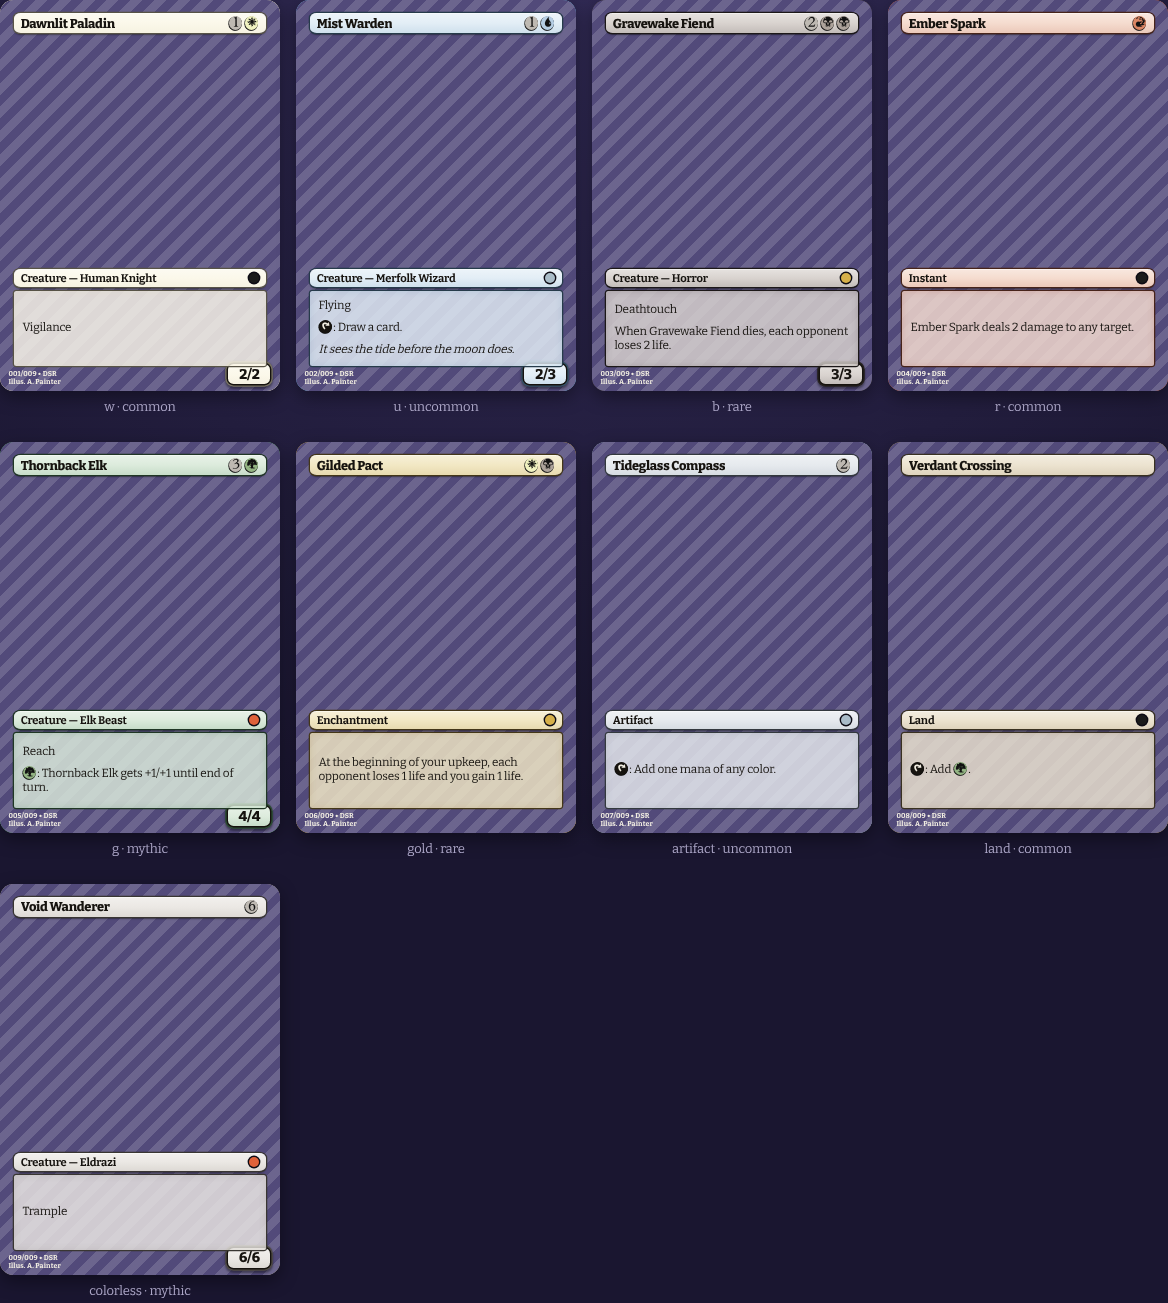 Dawnlit Paladin 1
Creature — Human Knight
Vigilance
2/2
001/009 • DSR
Illus. A. Painter
w · common
Mist Warden 1
Creature — Merfolk Wizard
Flying
: Draw a card.
It sees the tide before the moon does.
2/3
002/009 • DSR
Illus. A. Painter
u · uncommon
Gravewake Fiend 2
Creature — Horror
Deathtouch
When Gravewake Fiend dies, each opponent
loses 2 life.
3/3
003/009 • DSR
Illus. A. Painter
b · rare
Ember Spark
Instant
Ember Spark deals 2 damage to any target.
004/009 • DSR
Illus. A. Painter
r · common
Thornback Elk 3
Creature — Elk Beast
Reach
: Thornback Elk gets +1/+1 until end of
turn.
4/4
005/009 • DSR
Illus. A. Painter
g · mythic
Gilded Pact
Enchantment
At the beginning of your upkeep, each
opponent loses 1 life and you gain 1 life.
006/009 • DSR
Illus. A. Painter
gold · rare
Tideglass Compass 2
Artifact
: Add one mana of any color.
007/009 • DSR
Illus. A. Painter
artifact · uncommon
Verdant Crossing
Land
: Add .
008/009 • DSR
Illus. A. Painter
land · common
Void Wanderer 6
Creature — Eldrazi
Trample
6/6
009/009 • DSR
Illus. A. Painter
colorless · mythic